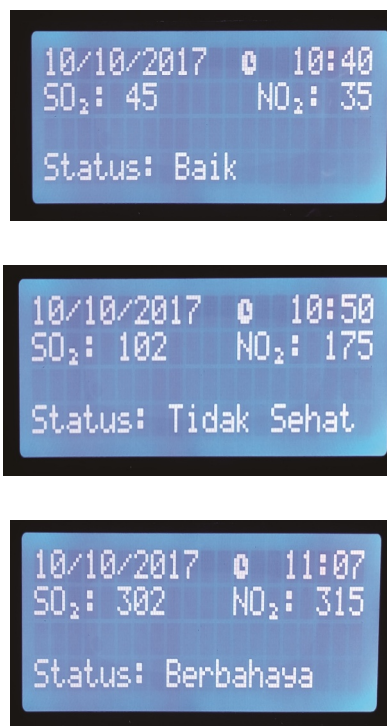 10/10/2017 10:40
SO₂: 45 NO₂: 35
Status: Baik
10/10/2017 10:50
SO₂: 102 NO₂: 175
Status: Tidak Sehat
10/10/2017 11:07
SO₂: 302 NO₂: 315
Status: Berbahaya